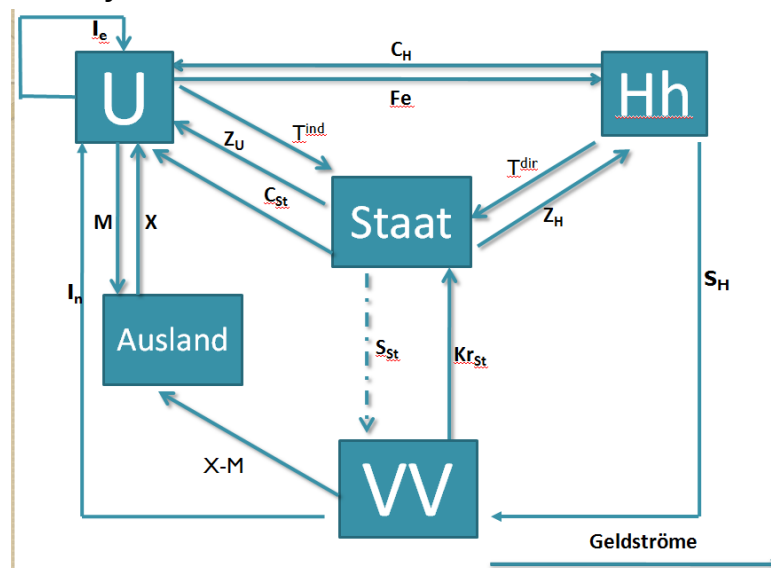 Ie
CH
U
Hh
Fe
Tind
ZU
Tdir
CSt
Staat
ZH
M
X
In
SH
Ausland
SSt
KrSt
X-M
VV
Geldströme